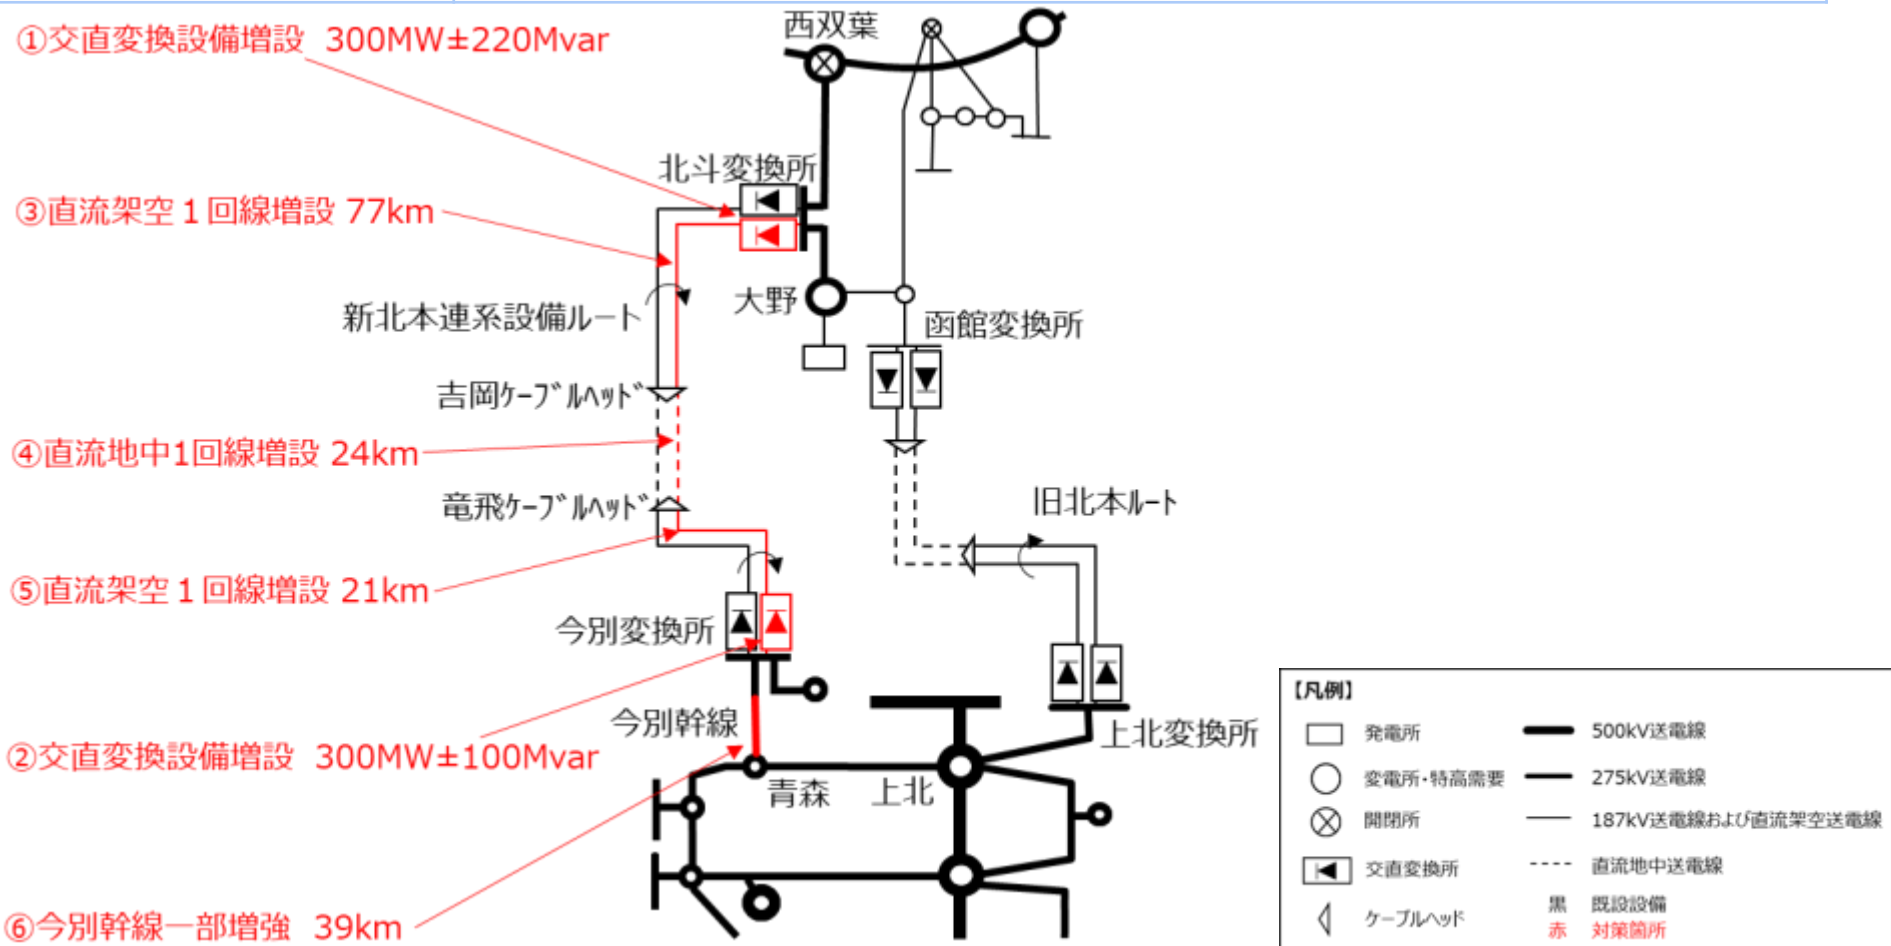 ①交直変換設備増設 300MW±220Mvar
西双葉
北斗変換所
③直流架空１回線増設 77km
新北本連系設備ルート
大野
函館変換所
吉岡ｹｰﾌﾞﾙﾍｯﾄﾞ
④直流地中1回線増設 24km
竜飛ｹｰﾌﾞﾙﾍｯﾄﾞ
旧北本ﾙｰﾄ
⑤直流架空１回線増設 21km
今別変換所
今別幹線
上北変換所
②交直変換設備増設 300MW±100Mvar
青森
上北
⑥今別幹線一部増強 39km
【凡例】
発電所
500kV送電線
変電所・特高需要
275kV送電線
開閉所
187kV送電線および直流架空送電線
交直変換所
直流地中送電線
ｹｰﾌﾞﾙﾍｯﾄﾞ
黒 既設設備
赤 対策箇所